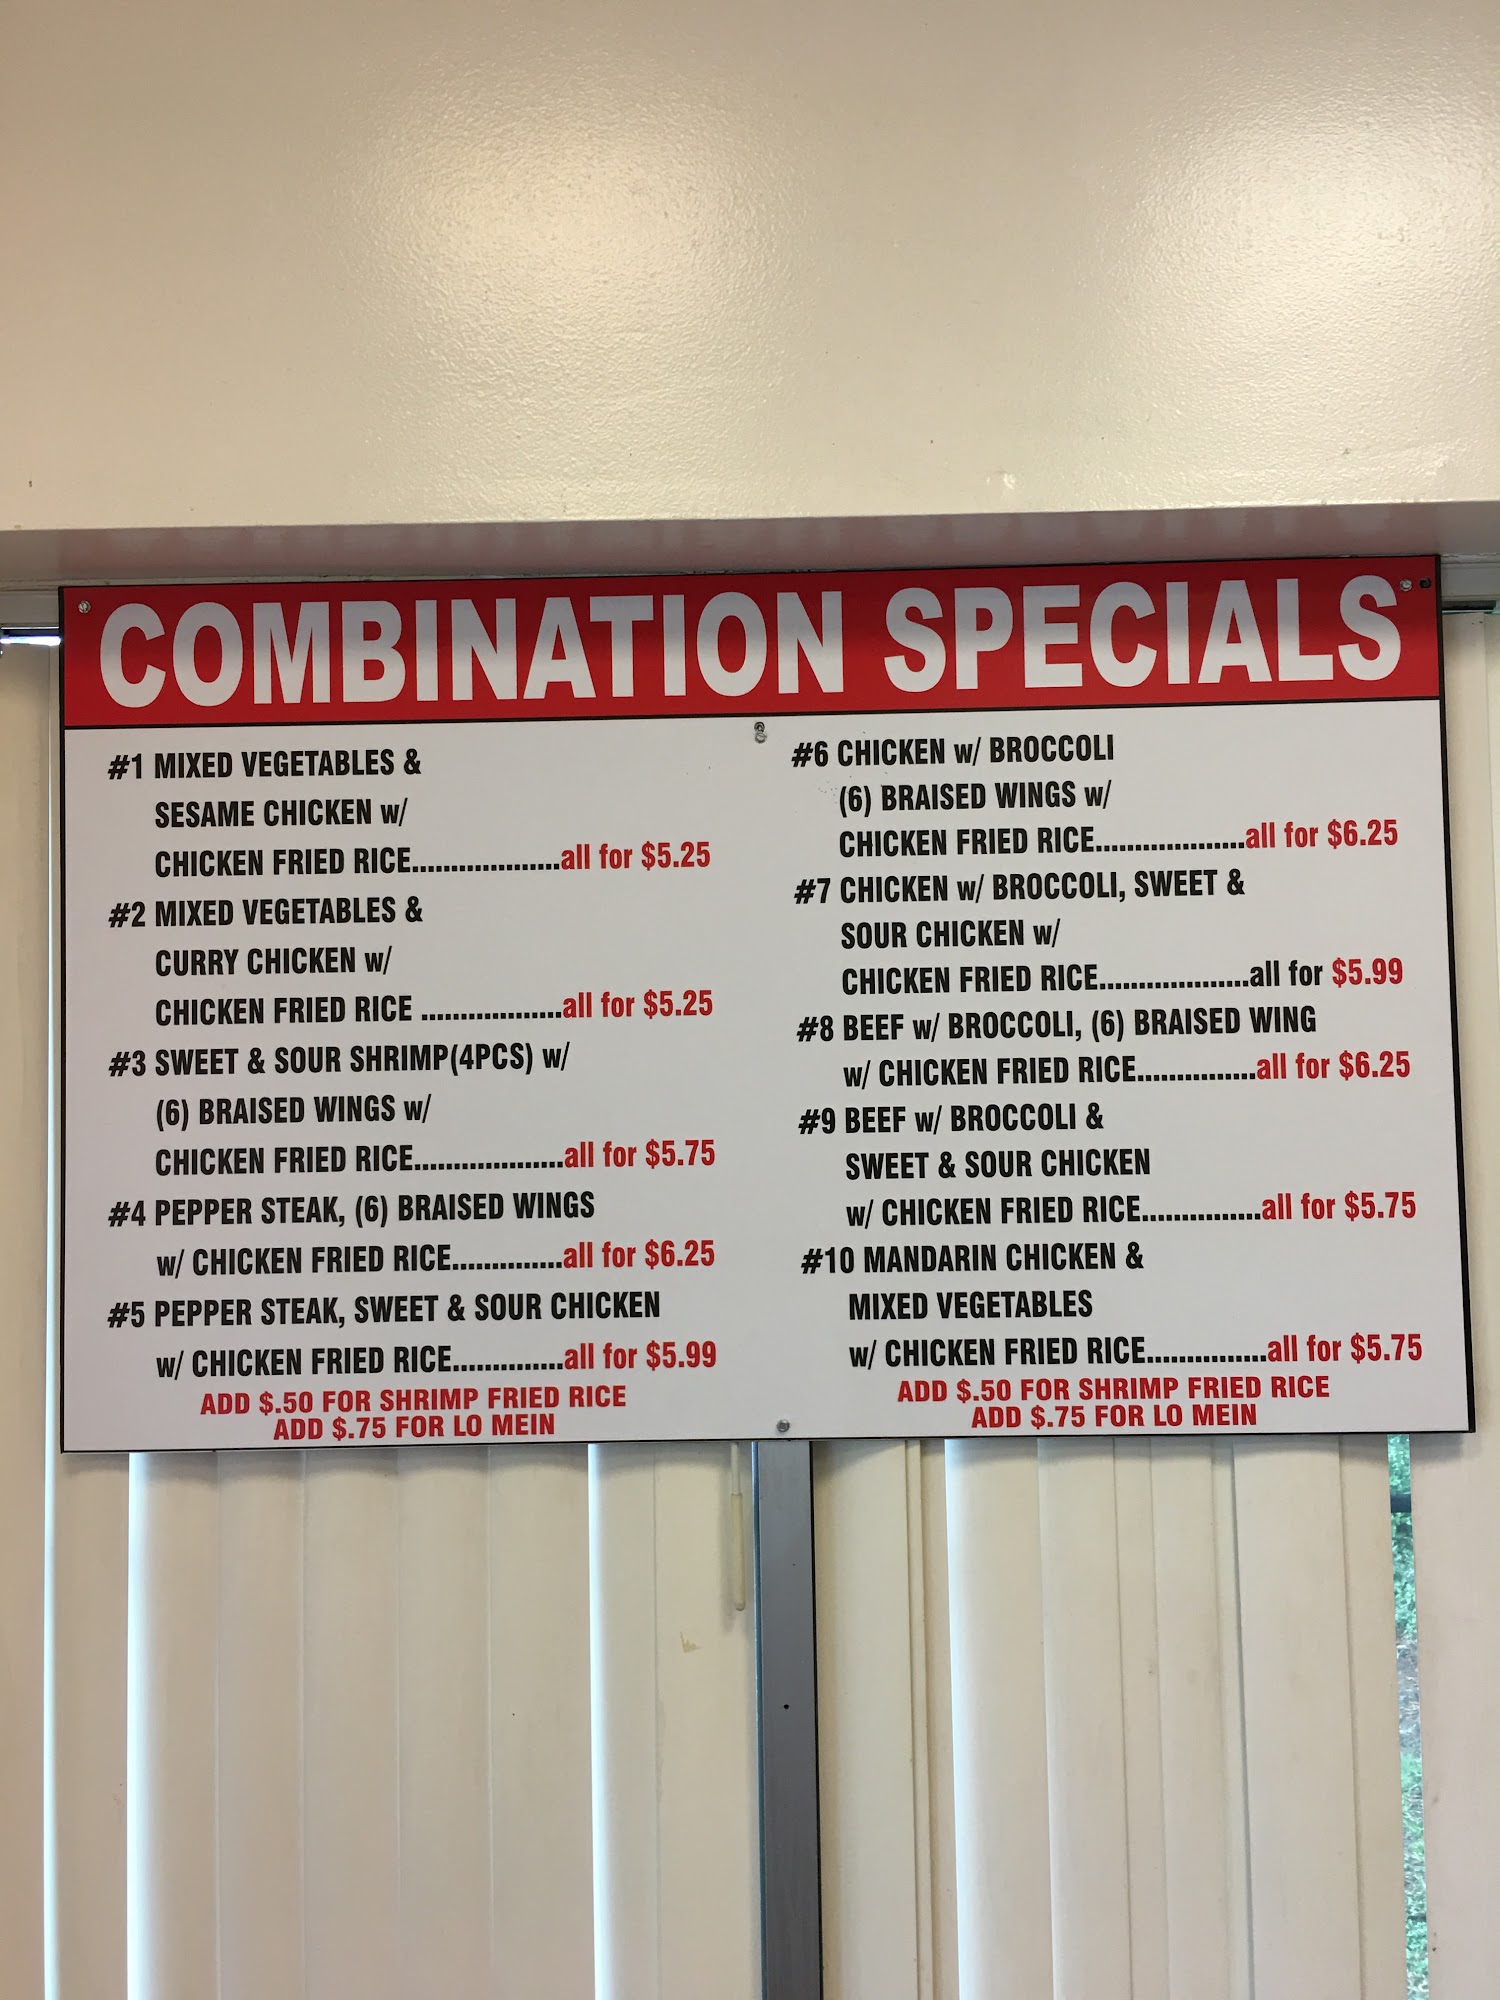 COMBINATION SPECIALS
#1 MIXED VEGETABLES &
SESAME CHICKEN w/
CHICKEN FRIED RICE...................all for $5.25
#2 MIXED VEGETABLES &
CURRY CHICKEN w/
CHICKEN FRIED RICE ..................all for $5.25
#3 SWEET & SOUR SHRIMP(4PCS) w/
(6) BRAISED WINGS w/
CHICKEN FRIED RICE...................all for $5.75
#4 PEPPER STEAK, (6) BRAISED WINGS
w/ CHICKEN FRIED RICE..............all for $6.25
#5 PEPPER STEAK, SWEET & SOUR CHICKEN
w/ CHICKEN FRIED RICE..............all for $5.99
ADD $.50 FOR SHRIMP FRIED RICE
ADD $.75 FOR LO MEIN
#6 CHICKEN w/ BROCCOLI
(6) BRAISED WINGS w/
CHICKEN FRIED RICE...................all for $6.25
#7 CHICKEN w/ BROCCOLI, SWEET &
SOUR CHICKEN w/
CHICKEN FRIED RICE...................all for $5.99
#8 BEEF w/ BROCCOLI, (6) BRAISED WING
w/ CHICKEN FRIED RICE...............all for $6.25
#9 BEEF w/ BROCCOLI &
SWEET & SOUR CHICKEN
w/ CHICKEN FRIED RICE...............all for $5.75
#10 MANDARIN CHICKEN &
MIXED VEGETABLES
w/ CHICKEN FRIED RICE...............all for $5.75
ADD $.50 FOR SHRIMP FRIED RICE
ADD $.75 FOR LO MEIN